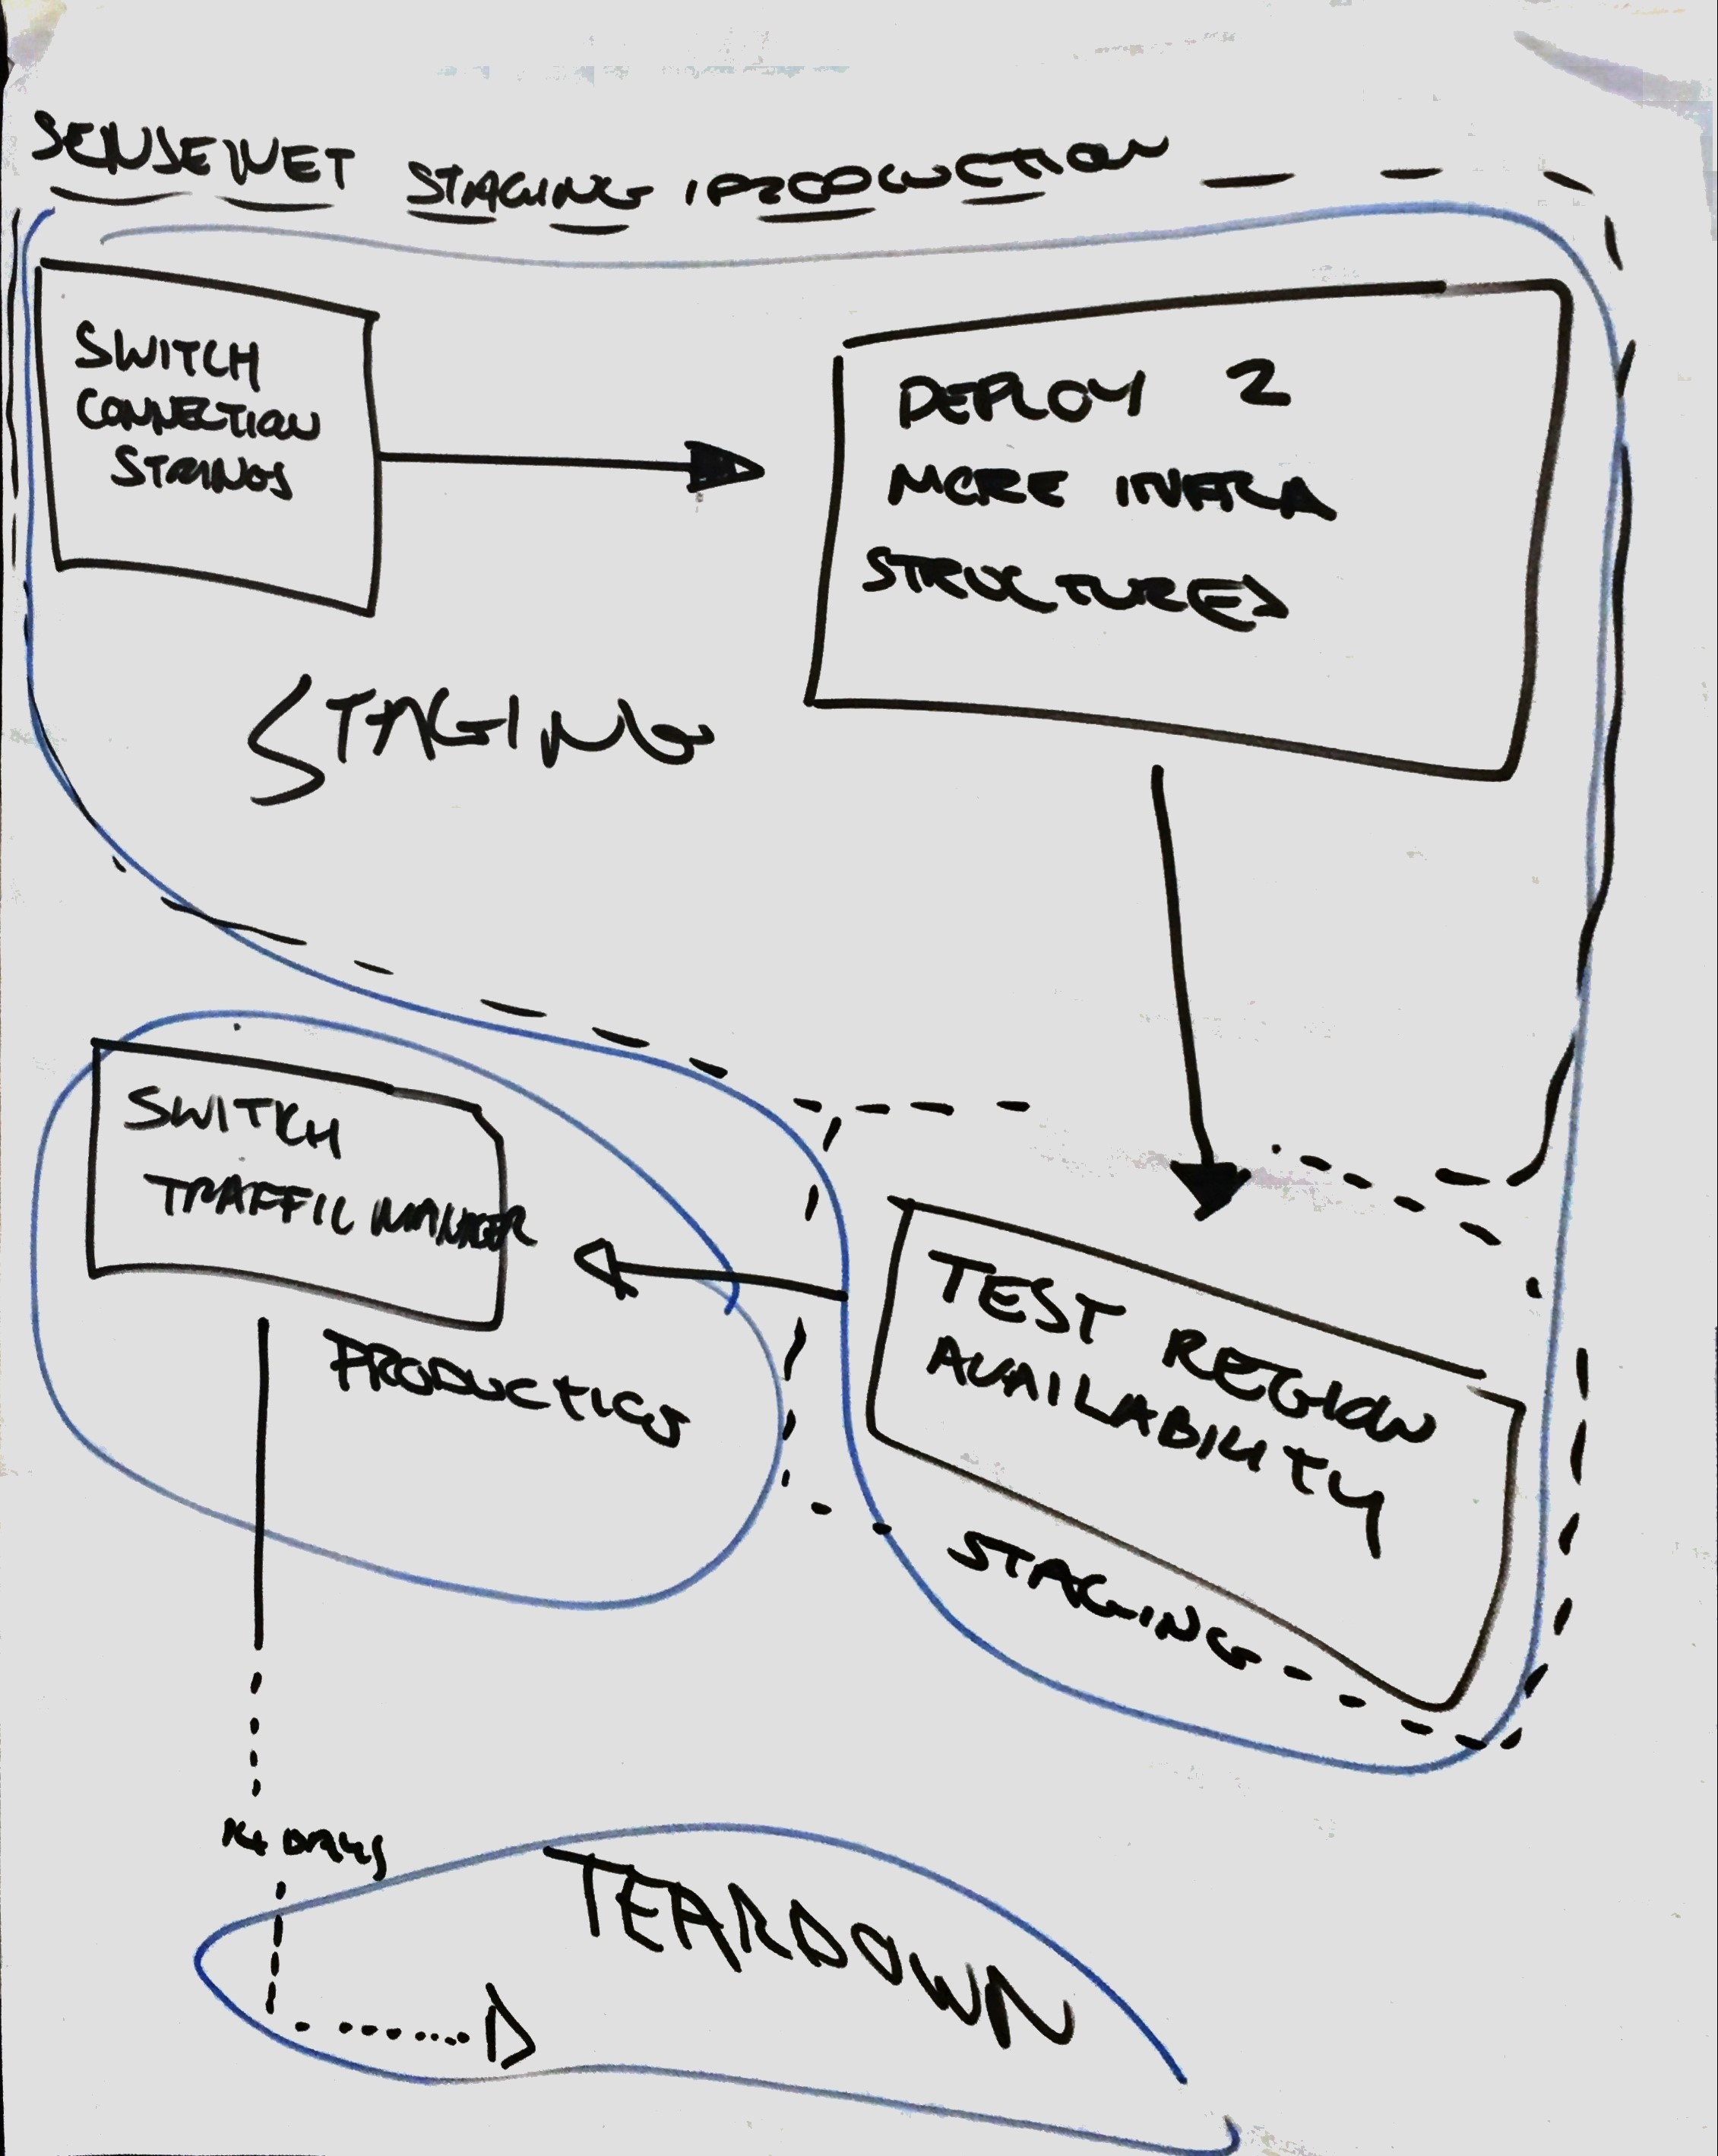 SENSENET STAGING PRODUCTION
SWITCH
CONNECTION
STRINGS
DEPLOY 2
MORE INFRA
STRUCTURES
STAGING
SWITCH
TRAFFIC MANAGER
PRODUCTION
TEST REGION
AVAILABILITY
STAGING
14 DAYS
TEARDOWN